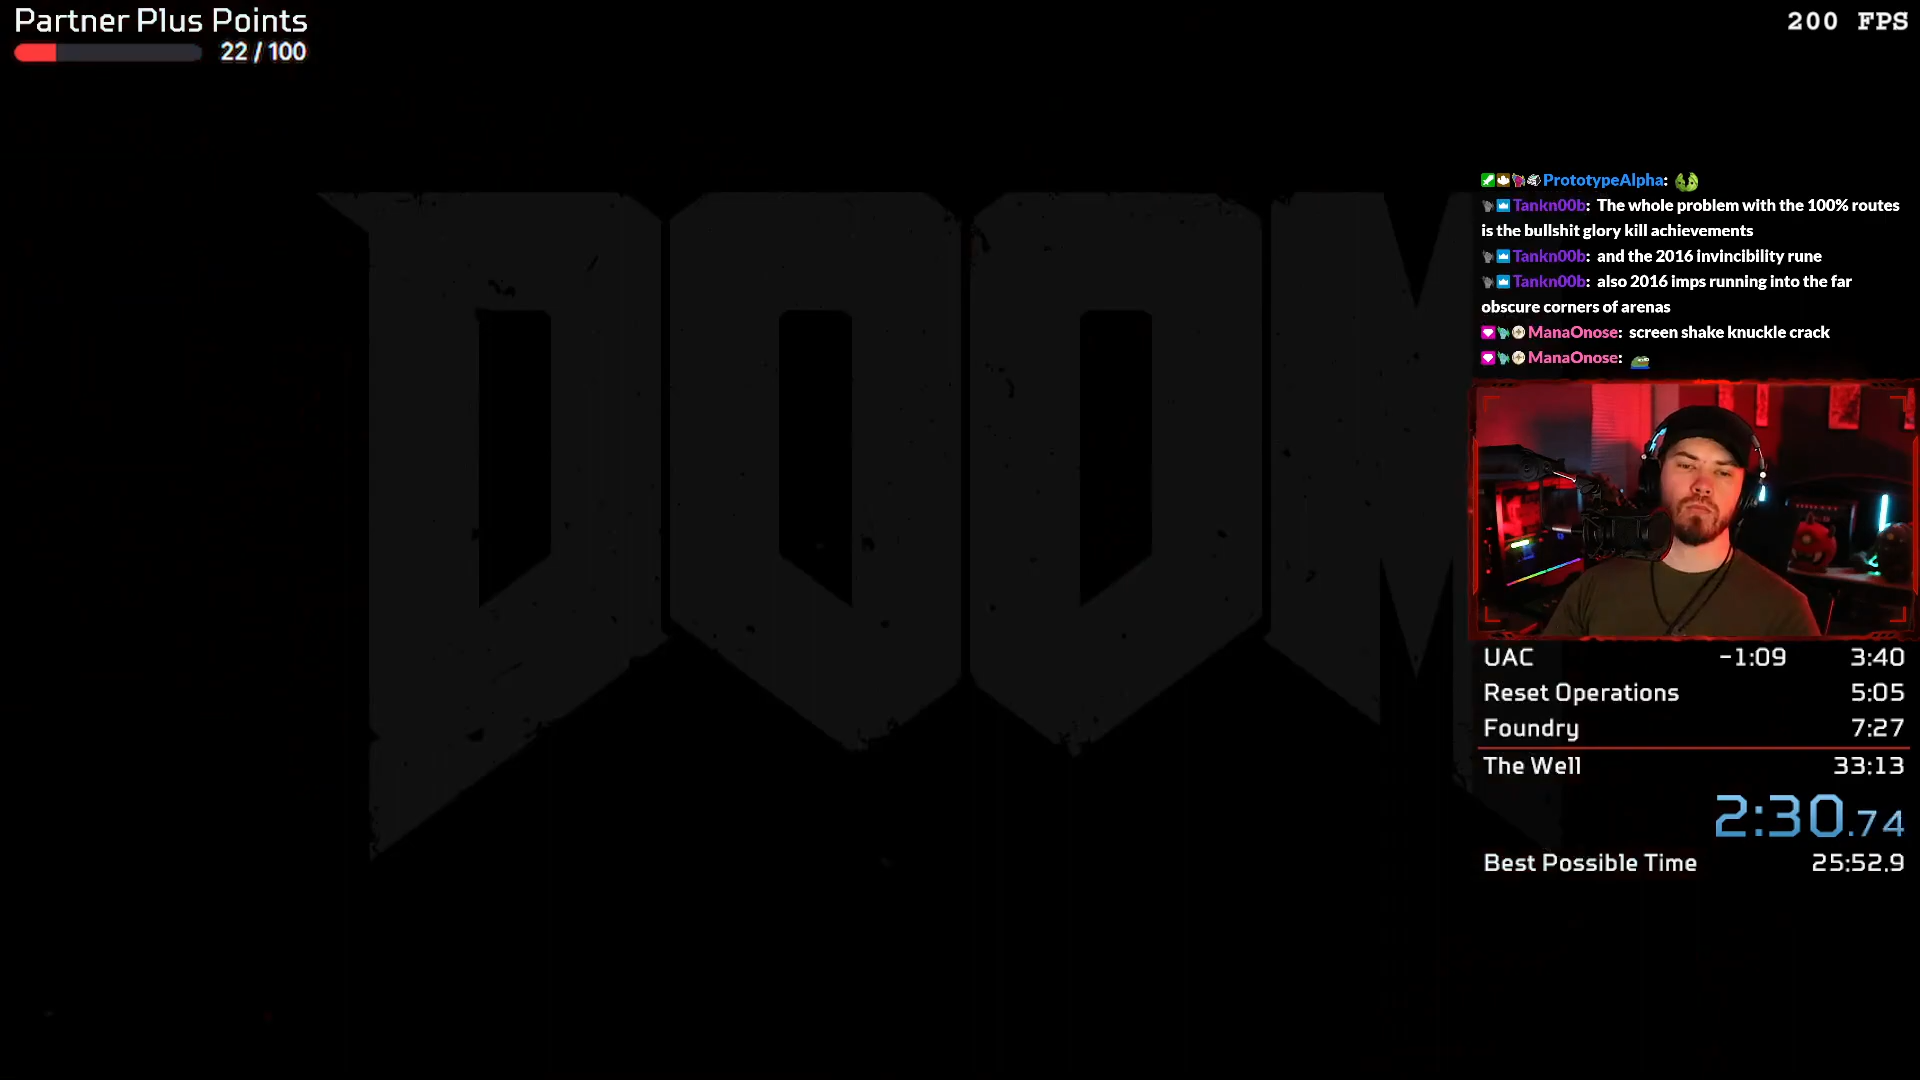 Partner Plus Points
22 / 100
200 FPS
DOOM
PrototypeAlpha:
Tankn00b: The whole problem with the 100% routes
is the bullshit glory kill achievements
Tankn00b: and the 2016 invincibility rune
Tankn00b: also 2016 imps running into the far
obscure corners of arenas
ManaOnose: screen shake knuckle crack
ManaOnose:
UAC −1:09 3:40
Reset Operations 5:05
Foundry 7:27
The Well 33:13
2:30.74
Best Possible Time 25:52.9